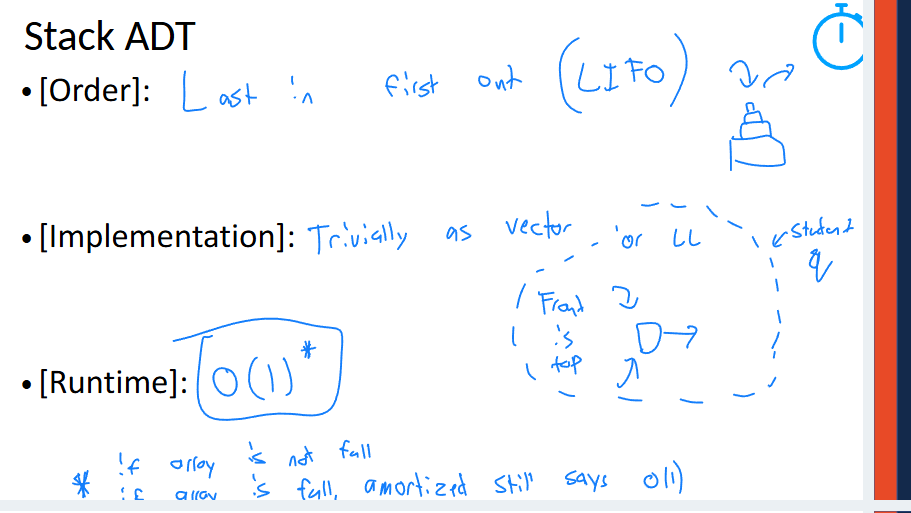 Stack ADT
• [Order]: Last in first out (LIFO)
• [Implementation]: Trivially as vector or LL
← Student q
Front is top
• [Runtime]: O(1)*
* if array is not full
if array is full, amortized still says O(1)